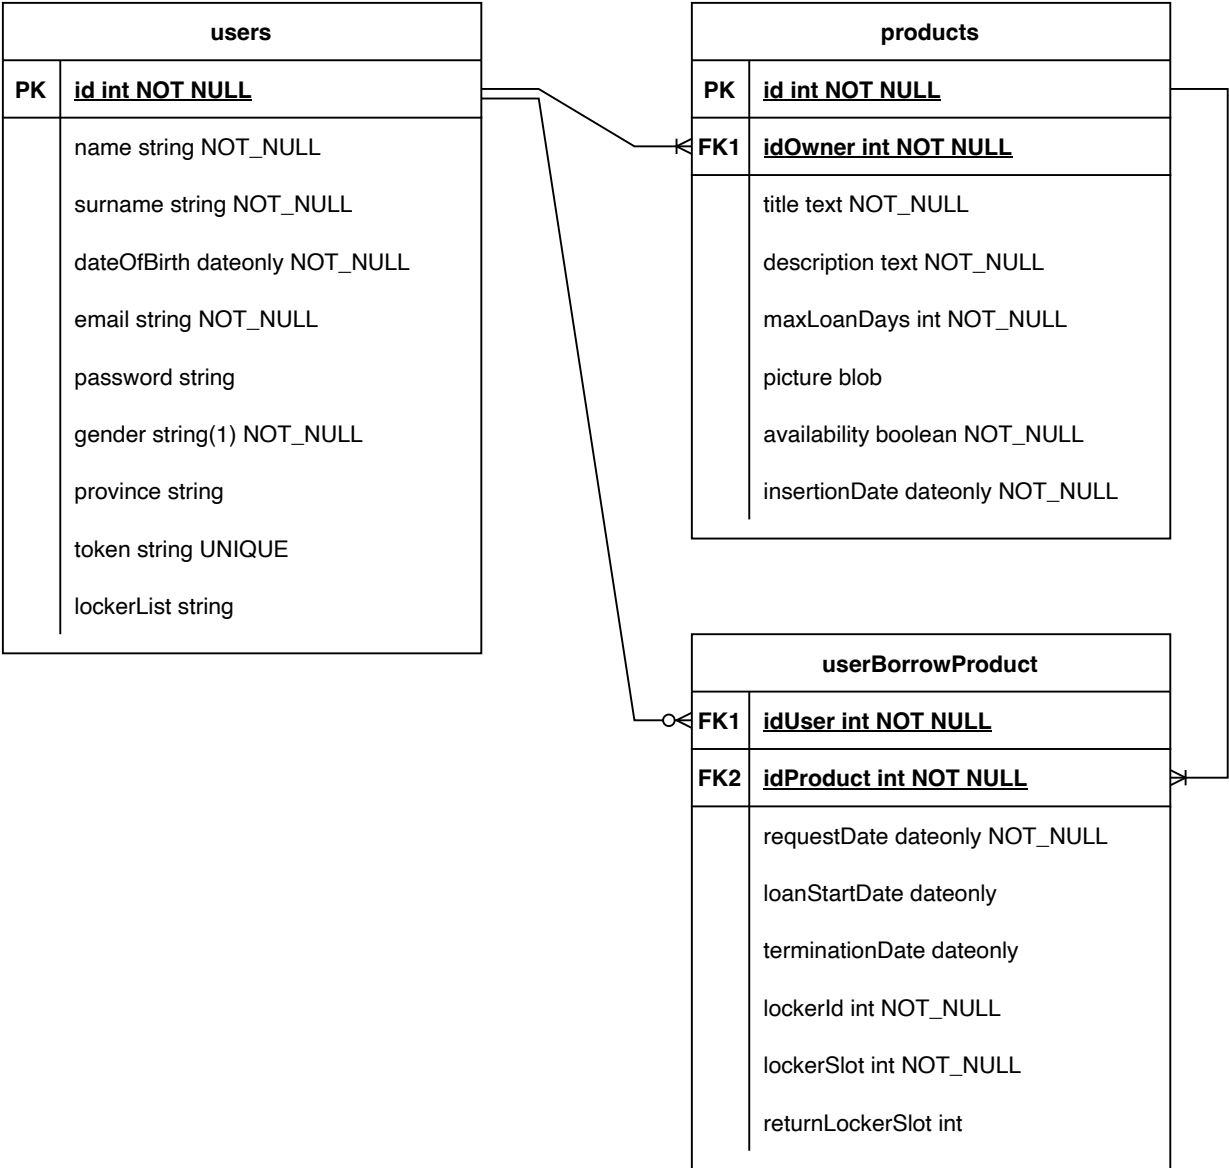 users
PK id int NOT NULL
name string NOT_NULL
surname string NOT_NULL
dateOfBirth dateonly NOT_NULL
email string NOT_NULL
password string
gender string(1) NOT_NULL
province string
token string UNIQUE
lockerList string
products
PK id int NOT NULL
FK1 idOwner int NOT NULL
title text NOT_NULL
description text NOT_NULL
maxLoanDays int NOT_NULL
picture blob
availability boolean NOT_NULL
insertionDate dateonly NOT_NULL
userBorrowProduct
FK1 idUser int NOT NULL
FK2 idProduct int NOT NULL
requestDate dateonly NOT_NULL
loanStartDate dateonly
terminationDate dateonly
lockerId int NOT_NULL
lockerSlot int NOT_NULL
returnLockerSlot int